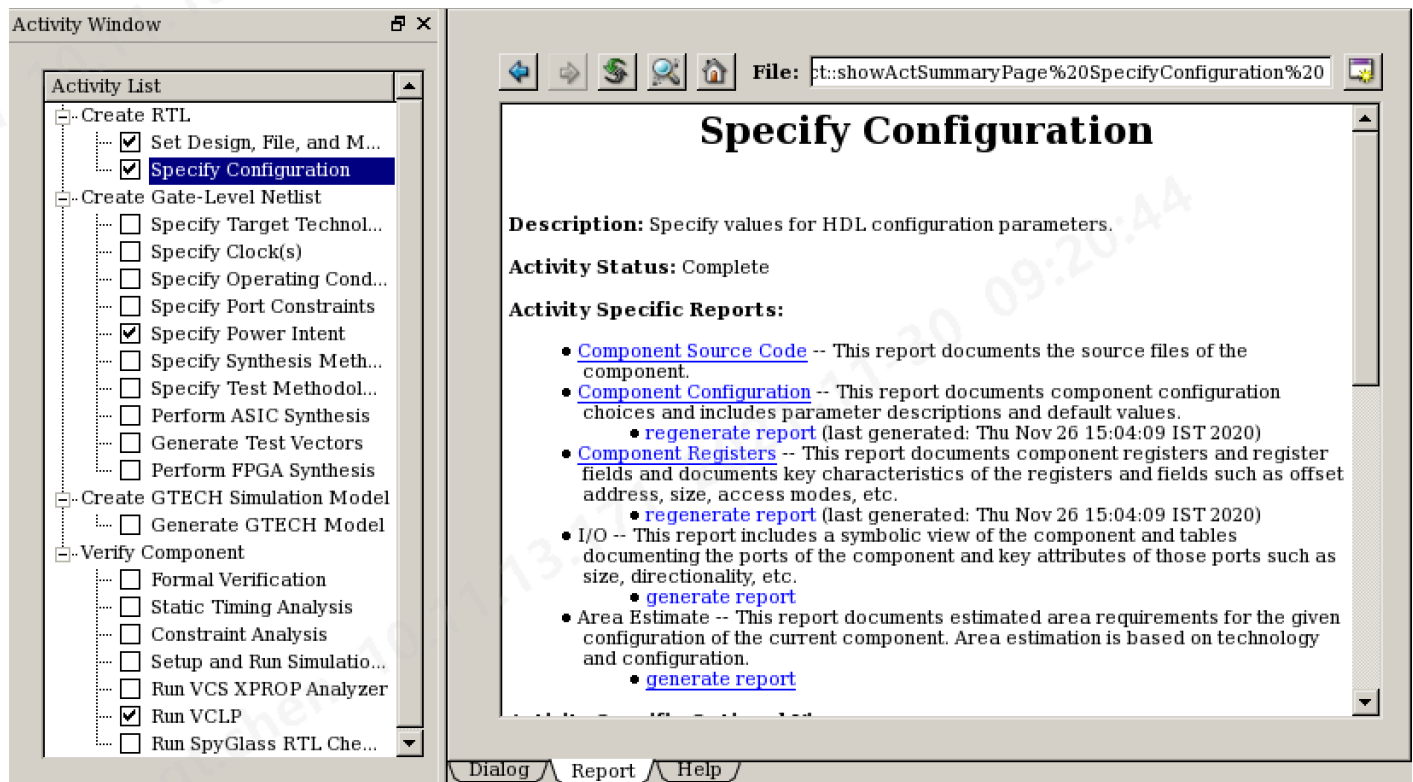 Activity Window
Activity List
Create RTL
Set Design, File, and M...
Specify Configuration
Create Gate-Level Netlist
Specify Target Technol...
Specify Clock(s)
Specify Operating Cond...
Specify Port Constraints
Specify Power Intent
Specify Synthesis Meth...
Specify Test Methodol...
Perform ASIC Synthesis
Generate Test Vectors
Perform FPGA Synthesis
Create GTECH Simulation Model
Generate GTECH Model
Verify Component
Formal Verification
Static Timing Analysis
Constraint Analysis
Setup and Run Simulatio...
Run VCS XPROP Analyzer
Run VCLP
Run SpyGlass RTL Che...
File: ct::showActSummaryPage%20SpecifyConfiguration%20
Specify Configuration
Description: Specify values for HDL configuration parameters.
Activity Status: Complete
Activity Specific Reports:
Component Source Code -- This report documents the source files of the
component.
Component Configuration -- This report documents component configuration
choices and includes parameter descriptions and default values.
regenerate report (last generated: Thu Nov 26 15:04:09 IST 2020)
Component Registers -- This report documents component registers and register
fields and documents key characteristics of the registers and fields such as offset
address, size, access modes, etc.
regenerate report (last generated: Thu Nov 26 15:04:09 IST 2020)
I/O -- This report includes a symbolic view of the component and tables
documenting the ports of the component and key attributes of those ports such as
size, directionality, etc.
generate report
Area Estimate -- This report documents estimated area requirements for the given
configuration of the current component. Area estimation is based on technology
and configuration.
generate report
Dialog Report Help
11-30 09:20:44